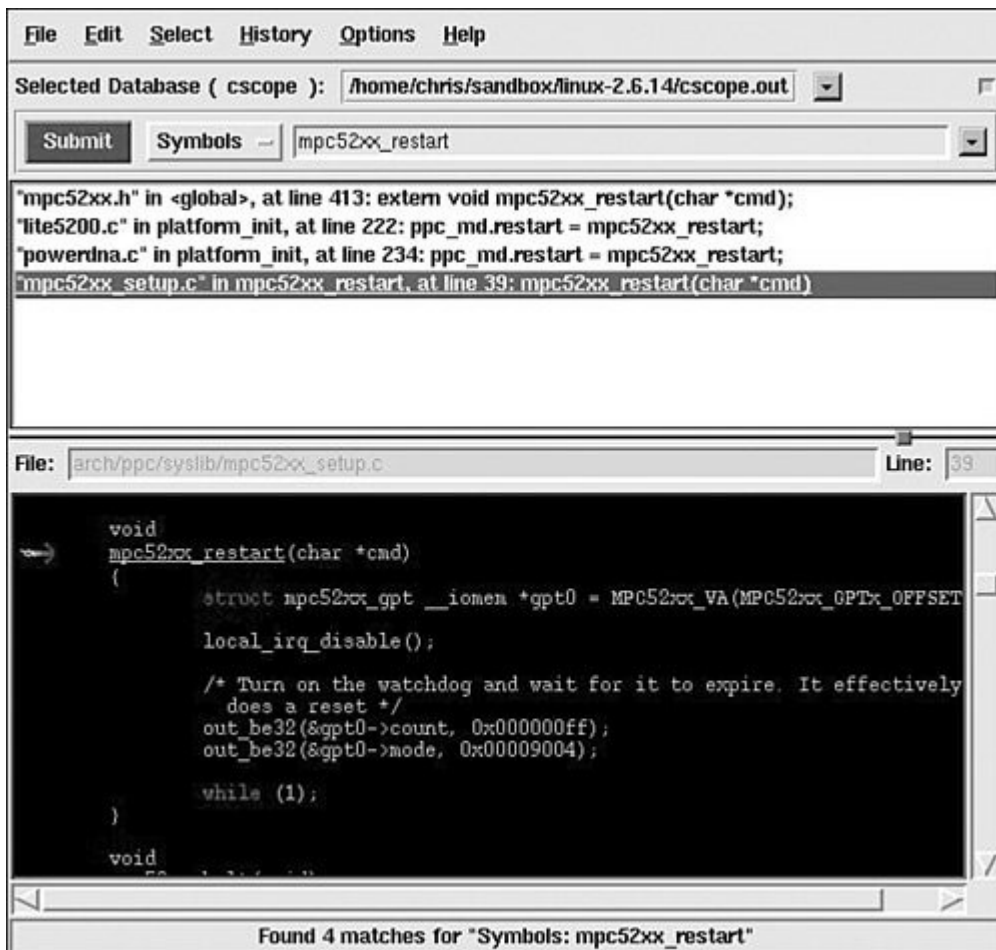 File Edit Select History Options Help
Selected Database ( cscope ): /home/chris/sandbox/linux-2.6.14/cscope.out
Submit Symbols mpc52xx_restart
"mpc52xx.h" in <global>, at line 413: extern void mpc52xx_restart(char *cmd);
"lite5200.c" in platform_init, at line 222: ppc_md.restart = mpc52xx_restart;
"powerdna.c" in platform_init, at line 234: ppc_md.restart = mpc52xx_restart;
"mpc52xx_setup.c" in mpc52xx_restart, at line 39: mpc52xx_restart(char *cmd)
File: arch/ppc/syslib/mpc52xx_setup.c Line: 39
void
mpc52xx_restart(char *cmd)
{
struct mpc52xx_gpt __iomem *gpt0 = MPC52xx_VA(MPC52xx_GPTx_OFFSET
local_irq_disable();
/* Turn on the watchdog and wait for it to expire. It effectively
does a reset */
out_be32(&gpt0->count, 0x000000ff);
out_be32(&gpt0->mode, 0x00009004);
while (1);
}
void
Found 4 matches for "Symbols: mpc52xx_restart"